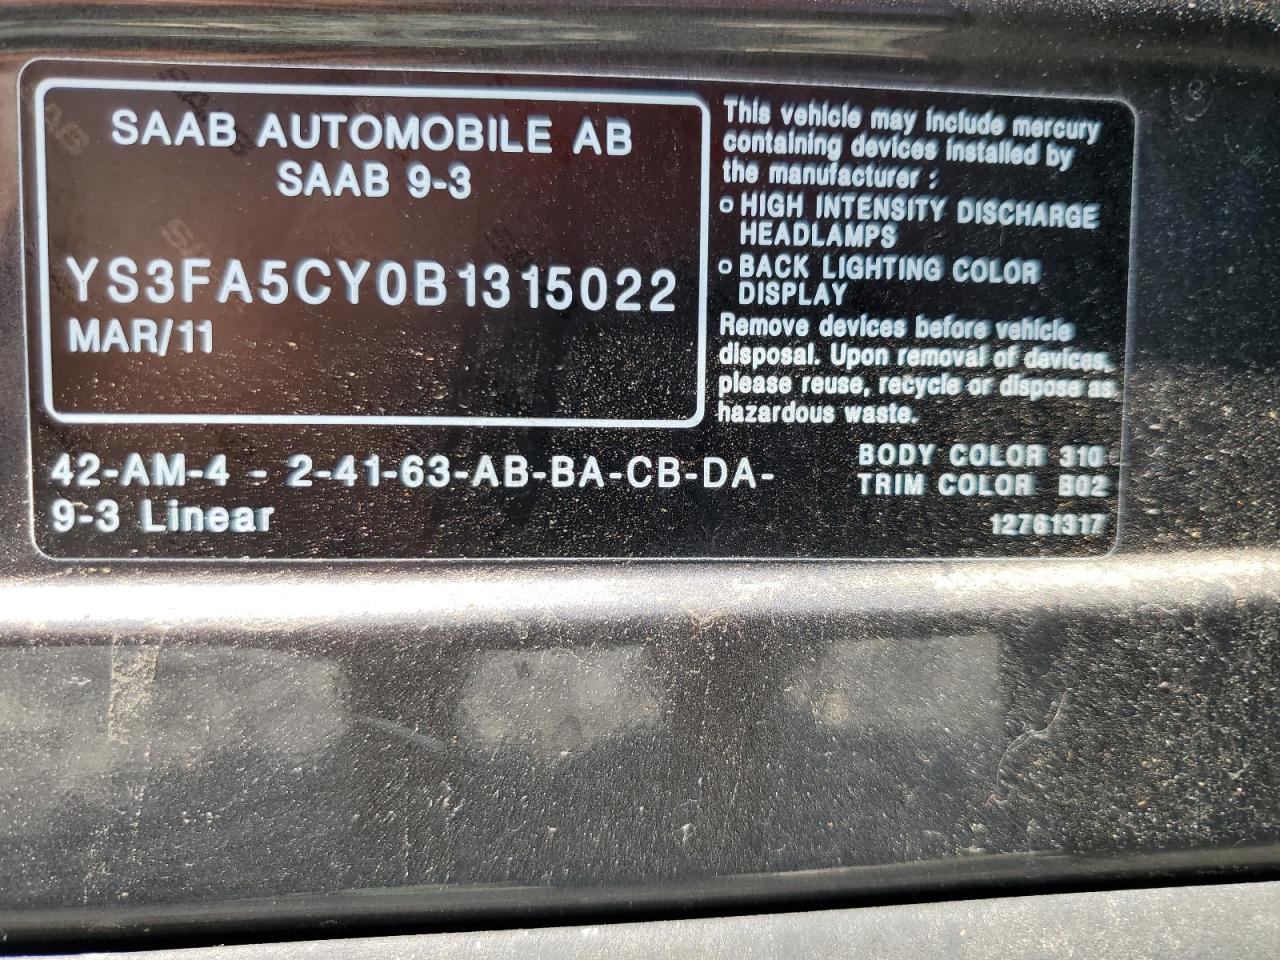 SAAB AUTOMOBILE AB
SAAB 9-3
YS3FA5CY0B1315022
MAR/11
This vehicle may include mercury
containing devices installed by
the manufacturer :
o HIGH INTENSITY DISCHARGE
HEADLAMPS
o BACK LIGHTING COLOR
DISPLAY
Remove devices before vehicle
disposal. Upon removal of devices,
please reuse, recycle or dispose as
hazardous waste.
42-AM-4 - 2-41-63-AB-BA-CB-DA-
9-3 Linear
BODY COLOR 310
TRIM COLOR B02
12761317